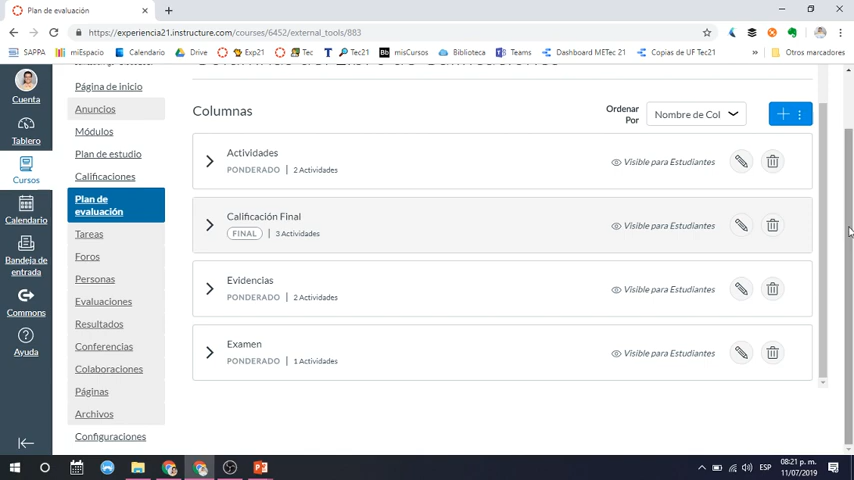 Plan de evaluación
https://experiencia21.instructure.com/courses/6452/external_tools/883
SAPPA
miEspacio
Calendario
Drive
Exp21
Tec
Tec21
misCursos
Biblioteca
Teams
Dashboard METec 21
Copias de UF Tec21
»
Otros marcadores
Cuenta
Tablero
Cursos
Calendario
Bandeja de
entrada
Commons
Ayuda
Página de inicio
Anuncios
Módulos
Plan de estudio
Calificaciones
Plan de
evaluación
Tareas
Foros
Personas
Evaluaciones
Resultados
Conferencias
Colaboraciones
Páginas
Archivos
Configuraciones
Columnas
Ordenar
Por
Nombre de Col
Actividades
PONDERADO | 2 Actividades
Visible para Estudiantes
Calificación Final
FINAL | 3 Actividades
Visible para Estudiantes
Evidencias
PONDERADO | 2 Actividades
Visible para Estudiantes
Examen
PONDERADO | 1 Actividades
Visible para Estudiantes
ESP
08:21 p. m.
11/07/2019